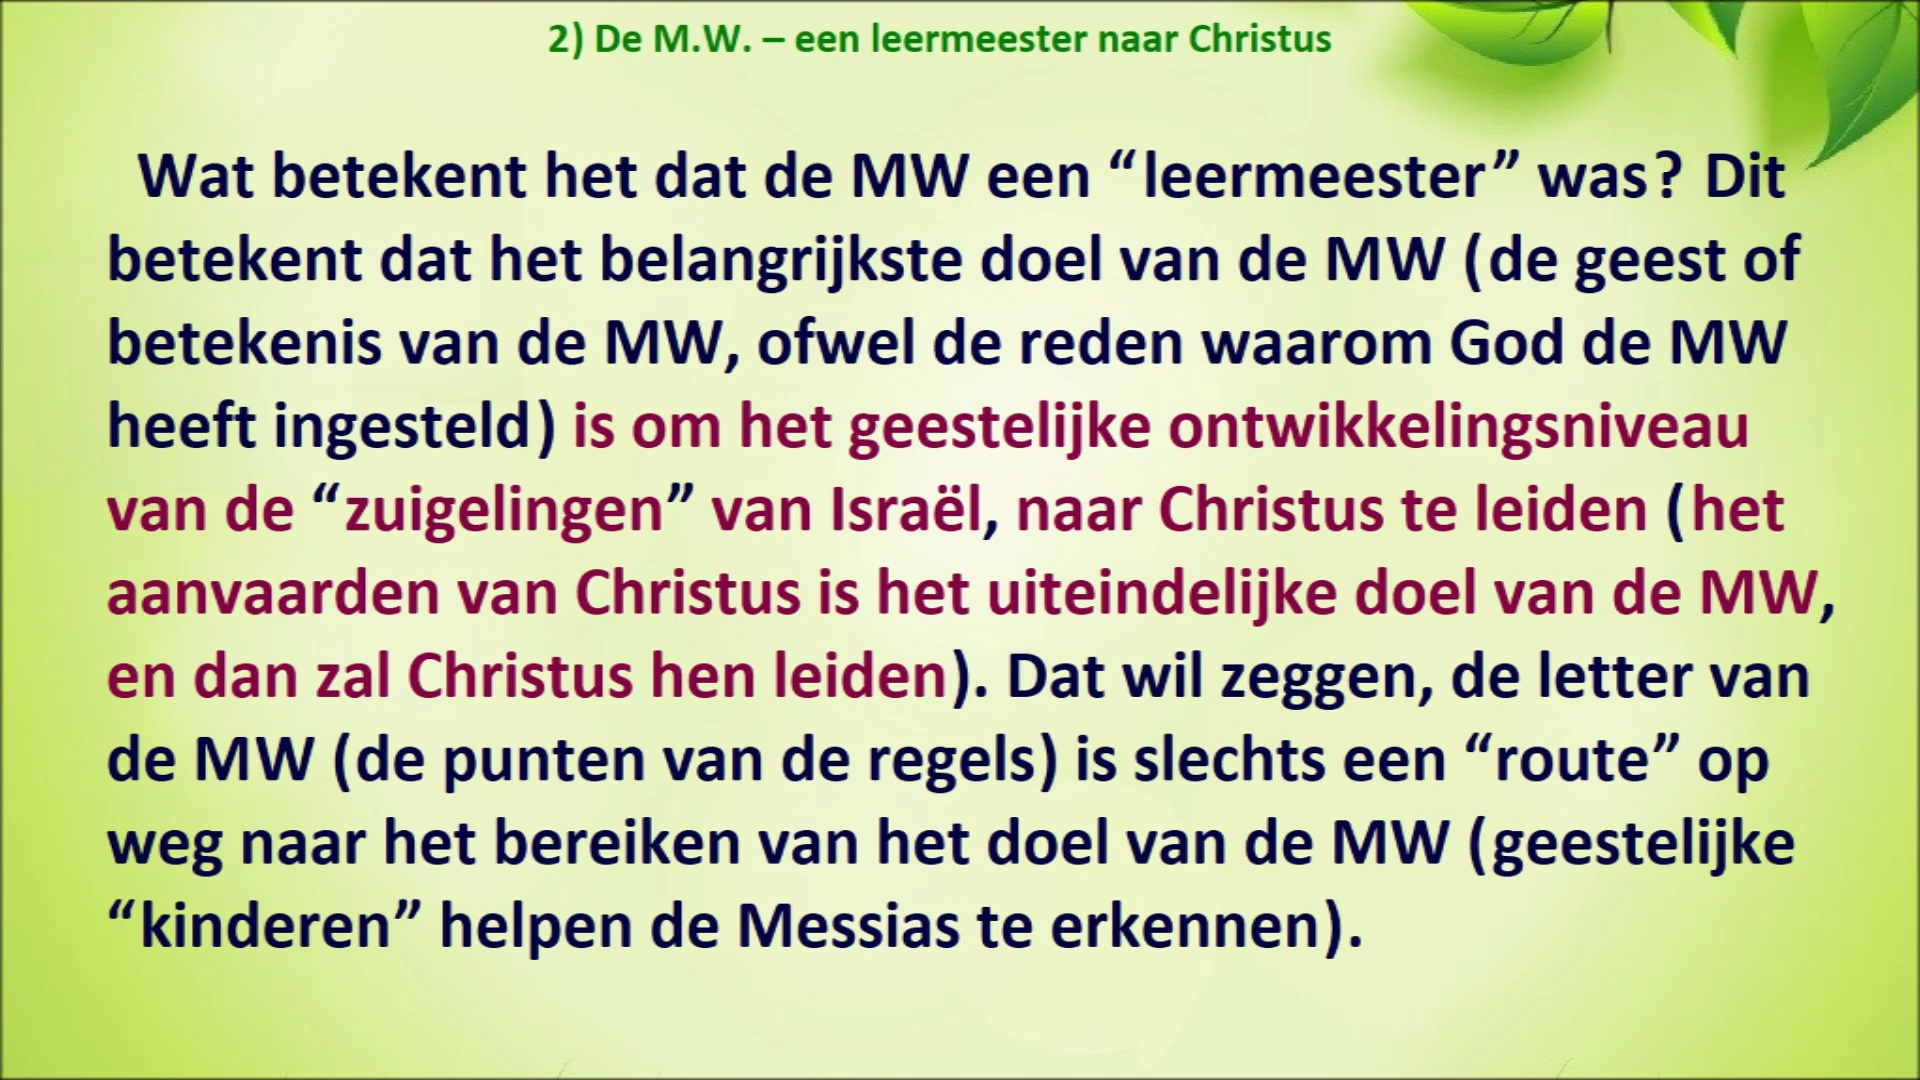 2) De M.W. – een leermeester naar Christus
Wat betekent het dat de MW een “leermeester” was? Dit
betekent dat het belangrijkste doel van de MW (de geest of
betekenis van de MW, ofwel de reden waarom God de MW
heeft ingesteld) is om het geestelijke ontwikkelingsniveau
van de “zuigelingen” van Israël, naar Christus te leiden (het
aanvaarden van Christus is het uiteindelijke doel van de MW,
en dan zal Christus hen leiden). Dat wil zeggen, de letter van
de MW (de punten van de regels) is slechts een “route” op
weg naar het bereiken van het doel van de MW (geestelijke
“kinderen” helpen de Messias te erkennen).